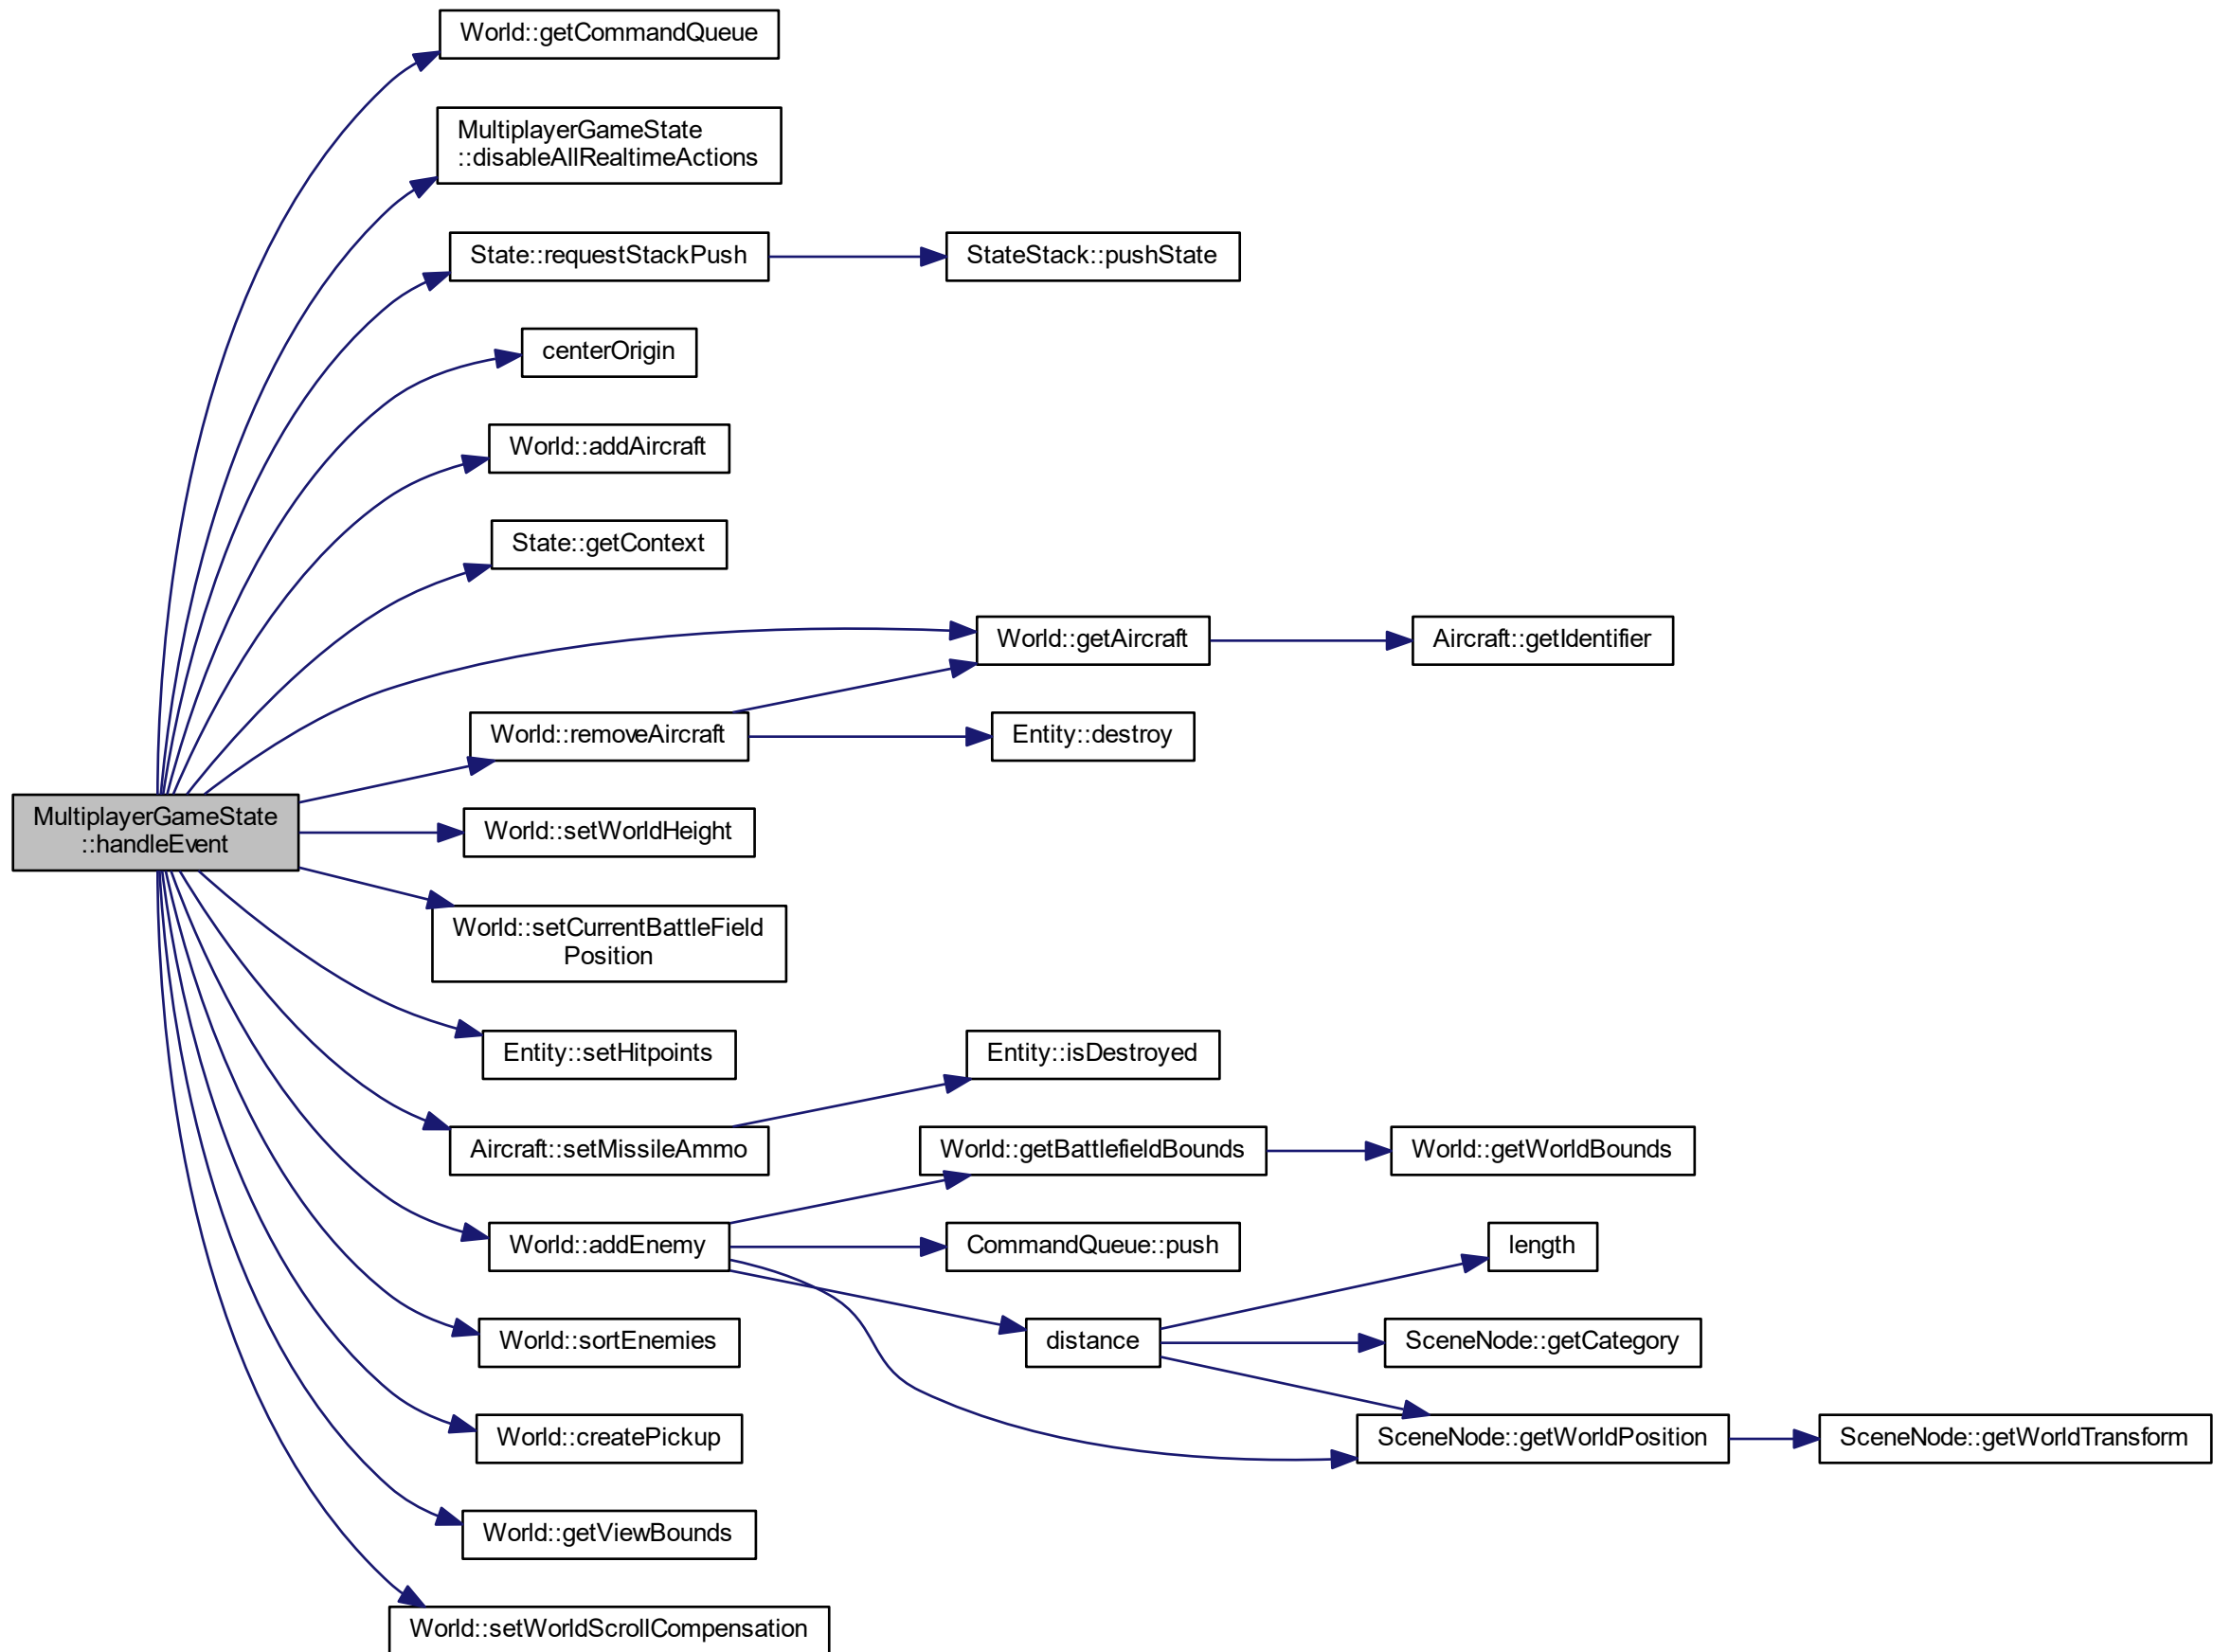 World::getCommandQueue
MultiplayerGameState
::disableAllRealtimeActions
State::requestStackPush
StateStack::pushState
centerOrigin
World::addAircraft
State::getContext
World::getAircraft
Aircraft::getIdentifier
World::removeAircraft
Entity::destroy
MultiplayerGameState
::handleEvent
World::setWorldHeight
World::setCurrentBattleField
Position
Entity::setHitpoints
Entity::isDestroyed
Aircraft::setMissileAmmo
World::getBattlefieldBounds
World::getWorldBounds
World::addEnemy
CommandQueue::push
length
World::sortEnemies
distance
SceneNode::getCategory
World::createPickup
SceneNode::getWorldPosition
SceneNode::getWorldTransform
World::getViewBounds
World::setWorldScrollCompensation